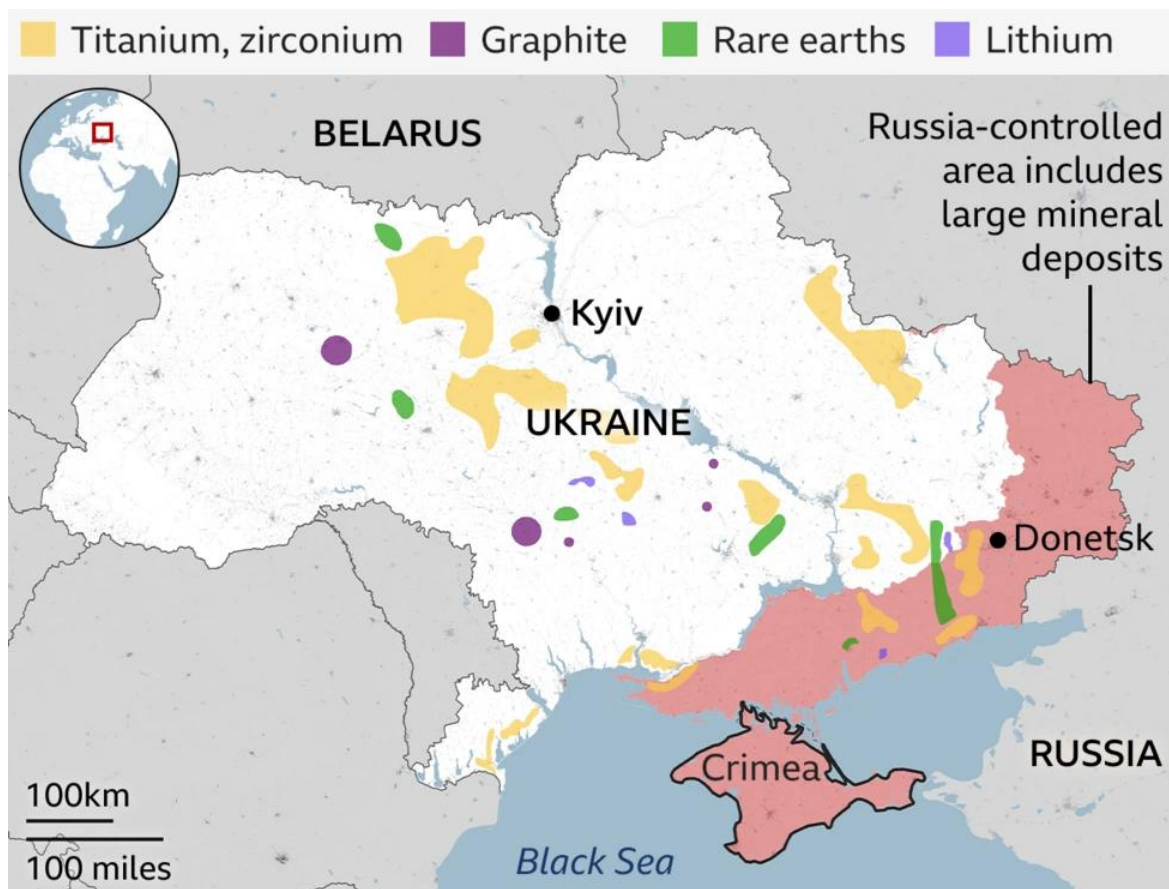 Titanium, zirconium
Graphite
Rare earths
Lithium
BELARUS
Russia-controlled
area includes
large mineral
deposits
Kyiv
UKRAINE
Donetsk
Crimea
RUSSIA
100km
100 miles
Black Sea